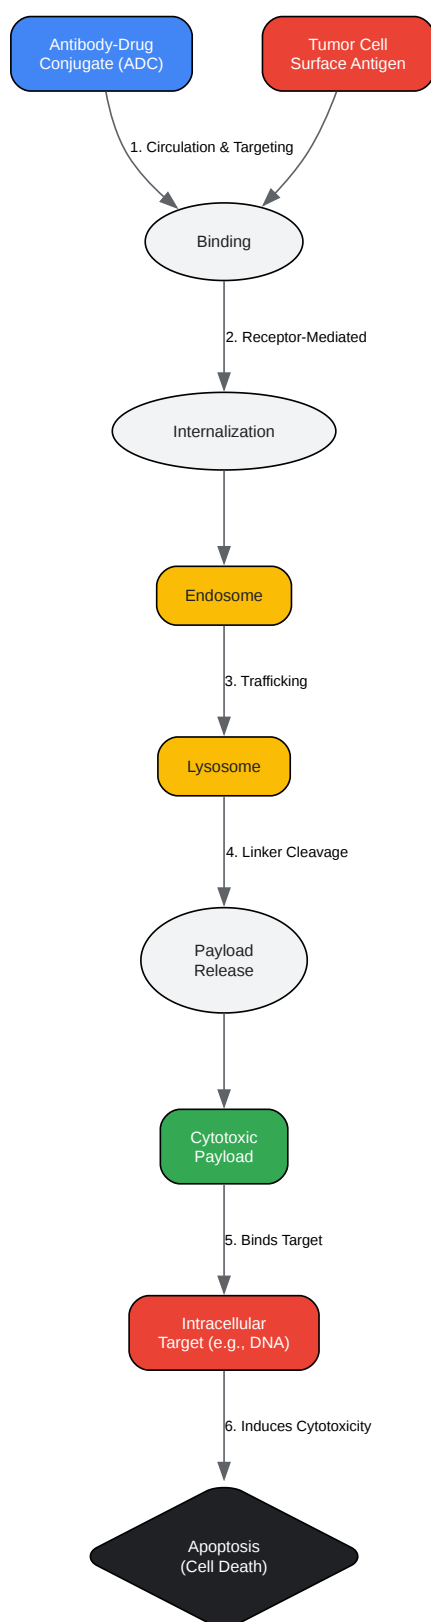 Antibody-Drug
Conjugate (ADC)
Tumor Cell
Surface Antigen
1. Circulation & Targeting
Binding
2. Receptor-Mediated
Internalization
Endosome
3. Trafficking
Lysosome
4. Linker Cleavage
Payload
Release
Cytotoxic
Payload
5. Binds Target
Intracellular
Target (e.g., DNA)
6. Induces Cytotoxicity
Apoptosis
(Cell Death)